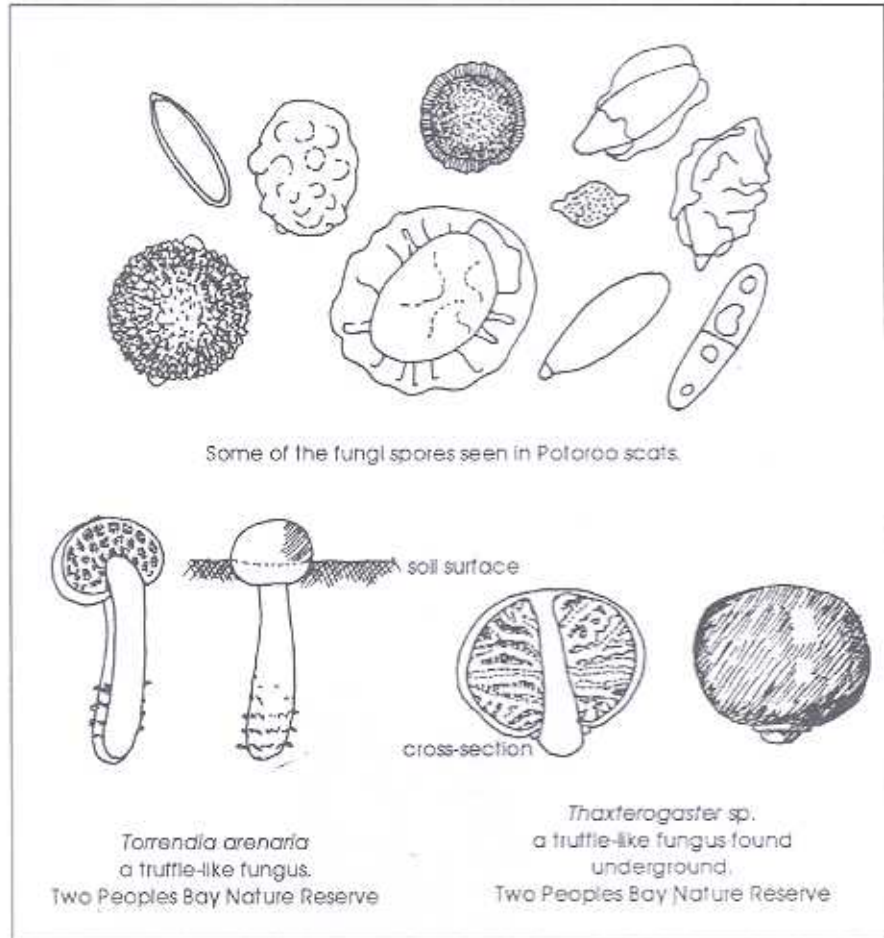 Some of the fungi spores seen in Potoroo scats.
soil surface
cross-section
Torrendia arenaria
a truffle-like fungus.
Two Peoples Bay Nature Reserve
Thaxterogaster sp.
a truffle-like fungus found
underground.
Two Peoples Bay Nature Reserve